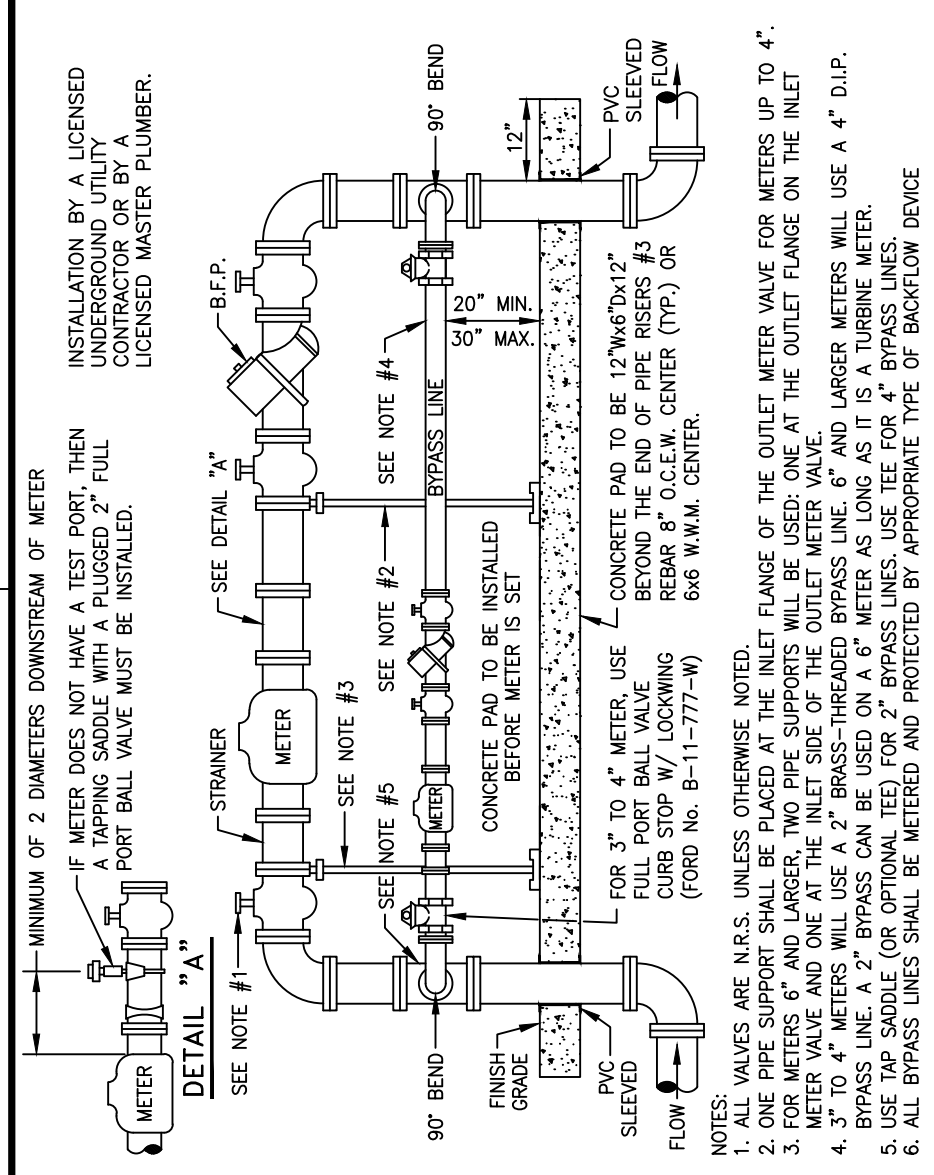 MINIMUM OF 2 DIAMETERS DOWNSTREAM OF METER
IF METER DOES NOT HAVE A TEST PORT, THEN
A TAPPING SADDLE WITH A PLUGGED 2" FULL
PORT BALL VALVE MUST BE INSTALLED.
INSTALLATION BY A LICENSED
UNDERGROUND UTILITY
CONTRACTOR OR BY A
LICENSED MASTER PLUMBER.
METER
DETAIL "A"
SEE NOTE #1
STRAINER
SEE DETAIL "A"
B.F.P.
METER
SEE NOTE #3
SEE NOTE #2
SEE NOTE #4
SEE NOTE #5
BYPASS LINE
METER
90° BEND
90° BEND
20" MIN.
30" MAX.
12"
CONCRETE PAD TO BE INSTALLED
BEFORE METER IS SET
FINISH
GRADE
PVC
SLEEVED
FLOW
FOR 3" TO 4" METER, USE
FULL PORT BALL VALVE
CURB STOP W/ LOCKWING
(FORD No. B-11-777-W)
CONCRETE PAD TO BE 12"Wx6"Dx12"
BEYOND THE END OF PIPE RISERS #3
REBAR 8" O.C.E.W. CENTER (TYP.) OR
6x6 W.W.M. CENTER.
PVC
SLEEVED
FLOW
NOTES:
1. ALL VALVES ARE N.R.S. UNLESS OTHERWISE NOTED.
2. ONE PIPE SUPPORT SHALL BE PLACED AT THE INLET FLANGE OF THE OUTLET METER VALVE FOR METERS UP TO 4".
3. FOR METERS 6" AND LARGER, TWO PIPE SUPPORTS WILL BE USED: ONE AT THE OUTLET FLANGE ON THE INLET
METER VALVE AND ONE AT THE INLET SIDE OF THE OUTLET METER VALVE.
4. 3" TO 4" METERS WILL USE A 2" BRASS-THREADED BYPASS LINE. 6" AND LARGER METERS WILL USE A 4" D.I.P.
BYPASS LINE. A 2" BYPASS CAN BE USED ON A 6" METER AS LONG AS IT IS A TURBINE METER.
5. USE TAP SADDLE (OR OPTIONAL TEE) FOR 2" BYPASS LINES. USE TEE FOR 4" BYPASS LINES.
6. ALL BYPASS LINES SHALL BE METERED AND PROTECTED BY APPROPRIATE TYPE OF BACKFLOW DEVICE